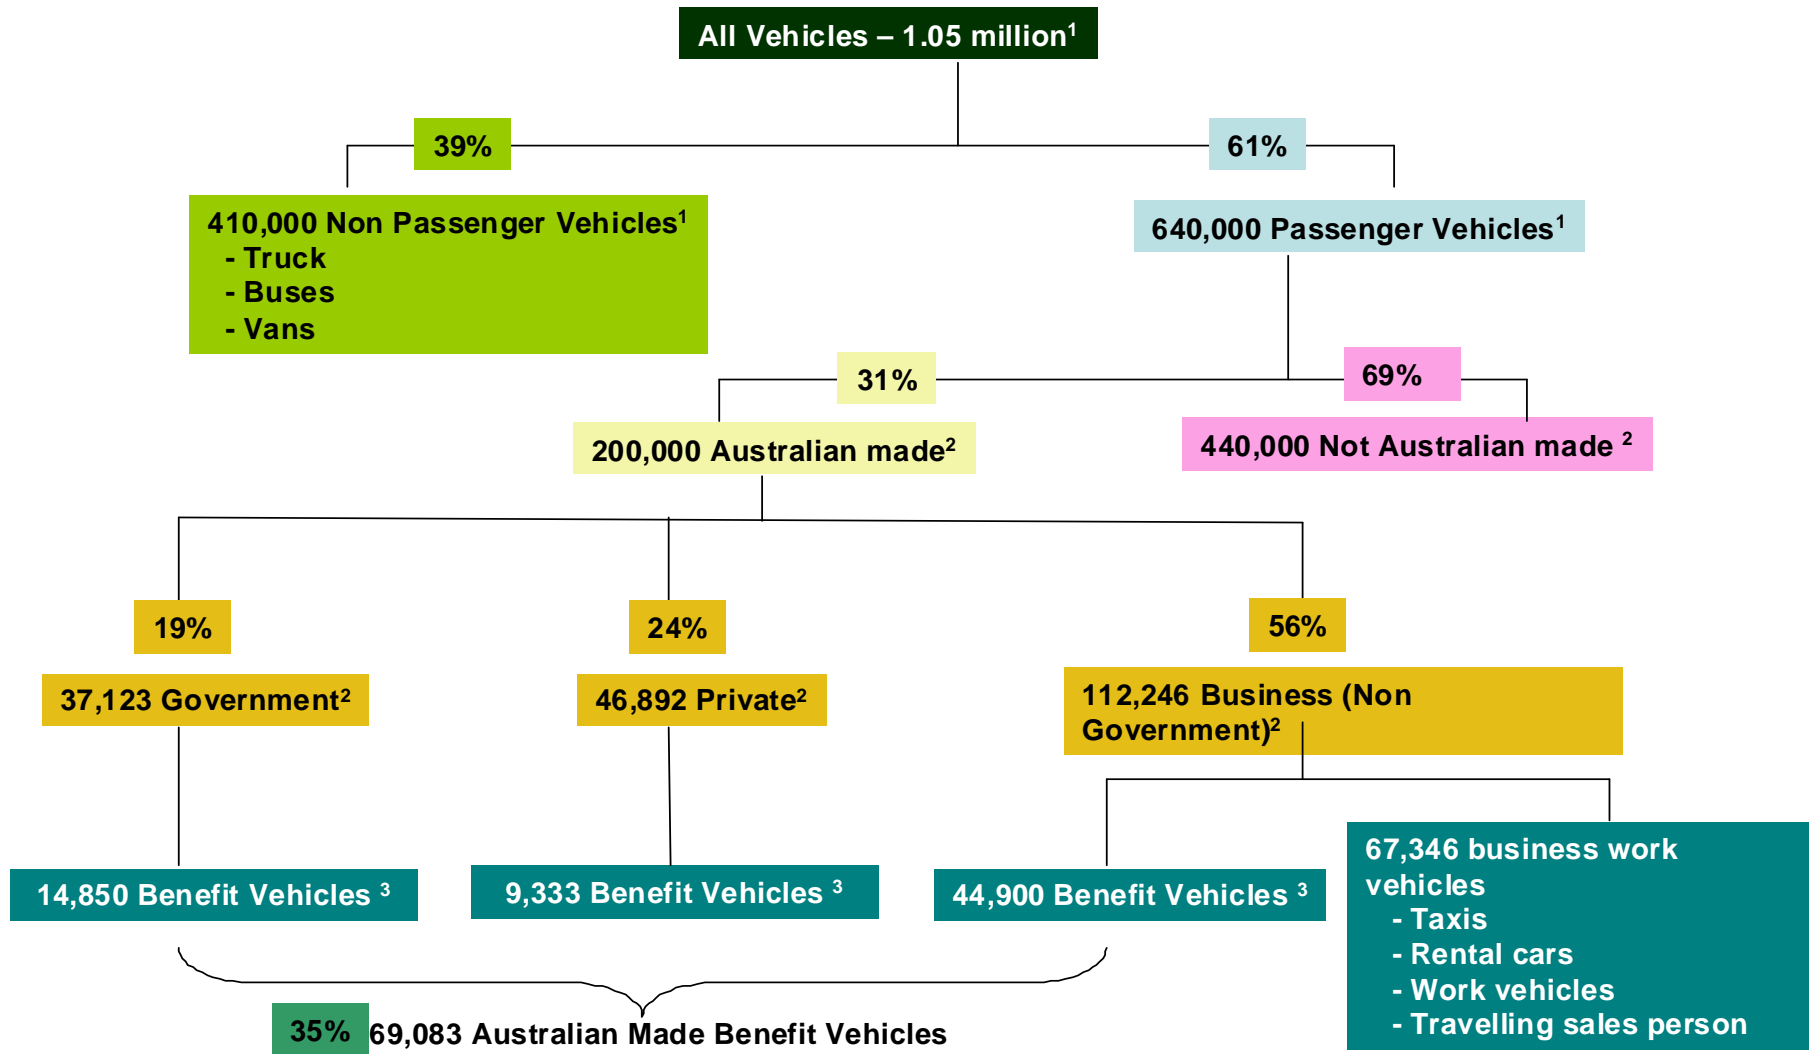 All Vehicles – 1.05 million¹
39%
61%
410,000 Non Passenger Vehicles¹
- Truck
- Buses
- Vans
640,000 Passenger Vehicles¹
31%
69%
200,000 Australian made²
440,000 Not Australian made ²
19%
24%
56%
37,123 Government²
46,892 Private²
112,246 Business (Non
Government)²
14,850 Benefit Vehicles ³
9,333 Benefit Vehicles ³
44,900 Benefit Vehicles ³
67,346 business work
vehicles
- Taxis
- Rental cars
- Work vehicles
- Travelling sales person
35% 69,083 Australian Made Benefit Vehicles